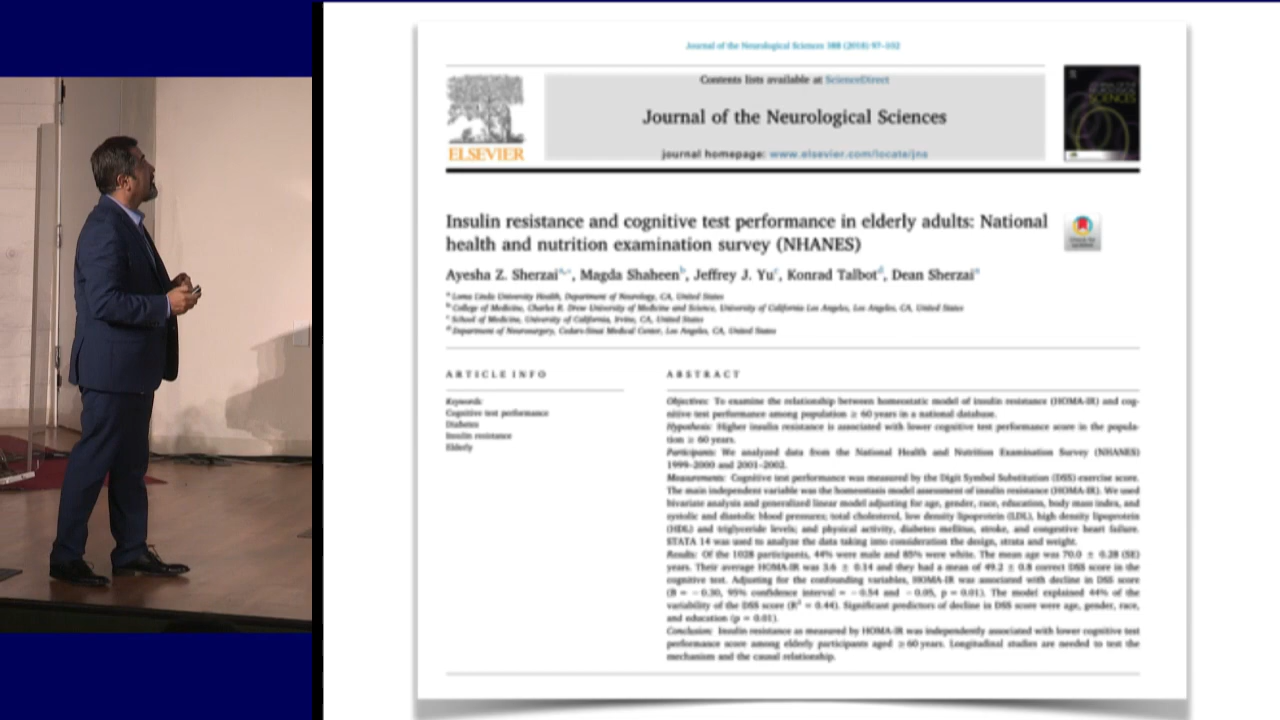 Journal of the Neurological Sciences 388 (2018) 97–102
Contents lists available at ScienceDirect
Journal of the Neurological Sciences
journal homepage: www.elsevier.com/locate/jns
ELSEVIER
Insulin resistance and cognitive test performance in elderly adults: National
health and nutrition examination survey (NHANES)
Ayesha Z. Sherzai, Magda Shaheen, Jeffrey J. Yu, Konrad Talbot, Dean Sherzai
a Loma Linda University Health, Department of Neurology, CA, United States
b College of Medicine, Charles R. Drew University of Medicine and Science, University of California Los Angeles, Los Angeles, CA, United States
c School of Medicine, University of California, Irvine, CA, United States
d Department of Neurosurgery, Cedars-Sinai Medical Center, Los Angeles, CA, United States
ARTICLE INFO
Keywords:
Cognitive test performance
Diabetes
Insulin resistance
Elderly
ABSTRACT
Objectives: To examine the relationship between homeostatic model of insulin resistance (HOMA-IR) and cog-
nitive test performance among population ≥ 60 years in a national database.
Hypothesis: Higher insulin resistance is associated with lower cognitive test performance score in the popula-
tion ≥ 60 years.
Participants: We analyzed data from the National Health and Nutrition Examination Survey (NHANES)
1999–2000 and 2001–2002.
Measurements: Cognitive test performance was measured by the Digit Symbol Substitution (DSS) exercise score.
The main independent variable was the homeostasis model assessment of insulin resistance (HOMA-IR). We used
bivariate analysis and generalized linear model adjusting for age, gender, race, education, body mass index, and
systolic and diastolic blood pressures; total cholesterol, low density lipoprotein (LDL), high density lipoprotein
(HDL) and triglyceride levels; and physical activity, diabetes mellitus, stroke, and congestive heart failure.
STATA 14 was used to analyze the data taking into consideration the design, strata and weight.
Results: Of the 1028 participants, 44% were male and 85% were white. The mean age was 70.0 ± 0.28 (SE)
years. Their average HOMA-IR was 3.6 ± 0.14 and they had a mean of 49.2 ± 0.8 correct DSS score in the
cognitive test. Adjusting for the confounding variables, HOMA-IR was associated with decline in DSS score
(B = −0.30, 95% confidence interval = −0.54 and −0.05, p = 0.01). The model explained 44% of the
variability of the DSS score (R² = 0.44). Significant predictors of decline in DSS score were age, gender, race,
and education (p = 0.01).
Conclusion: Insulin resistance as measured by HOMA-IR was independently associated with lower cognitive test
performance score among elderly participants aged ≥ 60 years. Longitudinal studies are needed to test the
mechanism and the causal relationship.